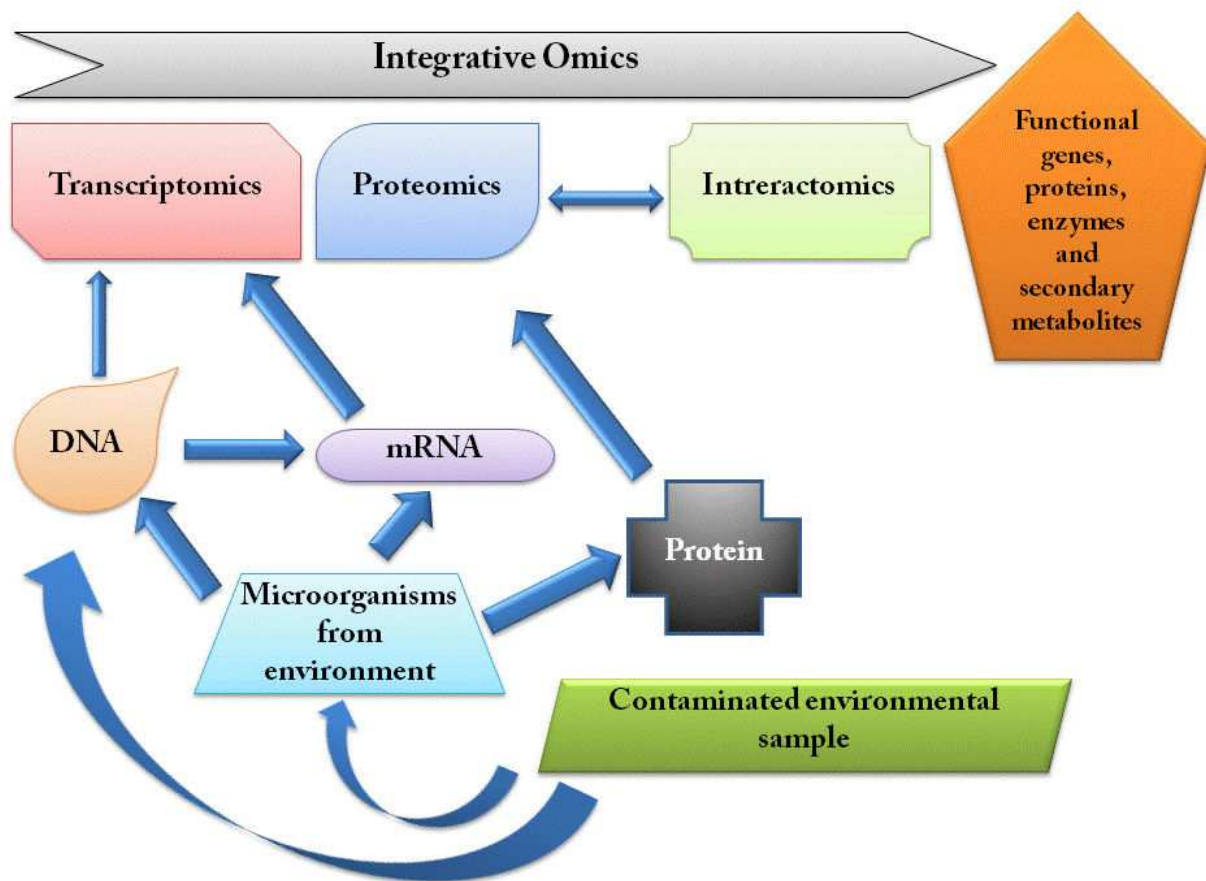 Integrative Omics
Transcriptomics
Proteomics
Intreractomics
Functional
genes,
proteins,
enzymes
and
secondary
metabolites
DNA
mRNA
Protein
Microorganisms
from
environment
Contaminated environmental
sample